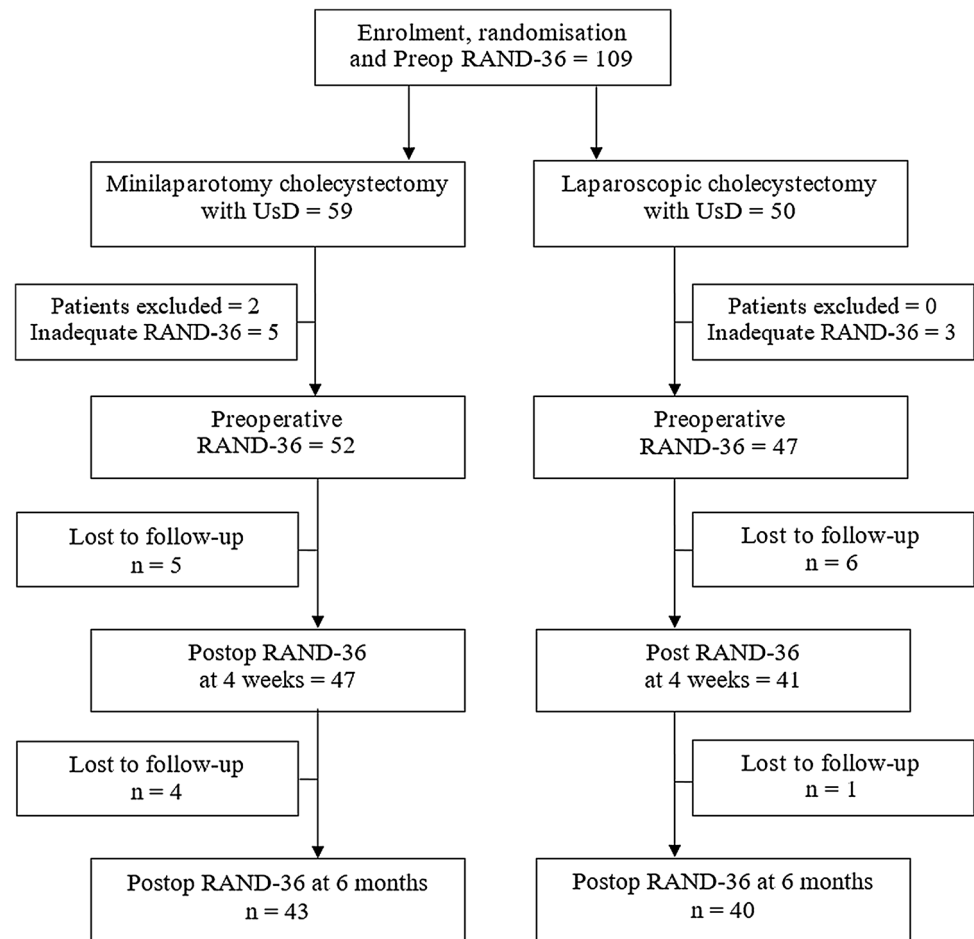 Enrolment, randomisation
and Preop RAND-36 = 109
Minilaparotomy cholecystectomy
with UsD = 59
Laparoscopic cholecystectomy
with UsD = 50
Patients excluded = 2
Inadequate RAND-36 = 5
Patients excluded = 0
Inadequate RAND-36 = 3
Preoperative
RAND-36 = 52
Preoperative
RAND-36 = 47
Lost to follow-up
n = 5
Lost to follow-up
n = 6
Postop RAND-36
at 4 weeks = 47
Post RAND-36
at 4 weeks = 41
Lost to follow-up
n = 4
Lost to follow-up
n = 1
Postop RAND-36 at 6 months
n = 43
Postop RAND-36 at 6 months
n = 40